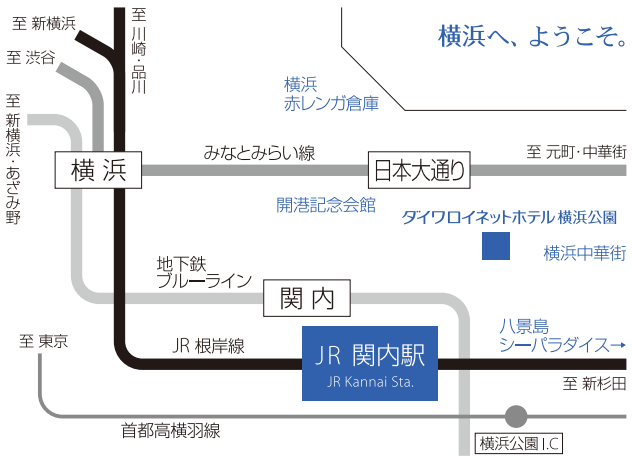 至 新横浜
至 川崎・品川
横浜へ、ようこそ。
至 渋谷
横浜
赤レンガ倉庫
至 新横浜・あざみ野
みなとみらい線
至 元町・中華街
横 浜
日本大通り
開港記念会館
ダイワロイネットホテル 横浜公園
横浜中華街
地下鉄
ブルーライン
関 内
八景島
シーパラダイス→
至 東京
JR 根岸線
JR 関内駅
JR Kannai Sta.
至 新杉田
首都高横羽線
横浜公園 I.C